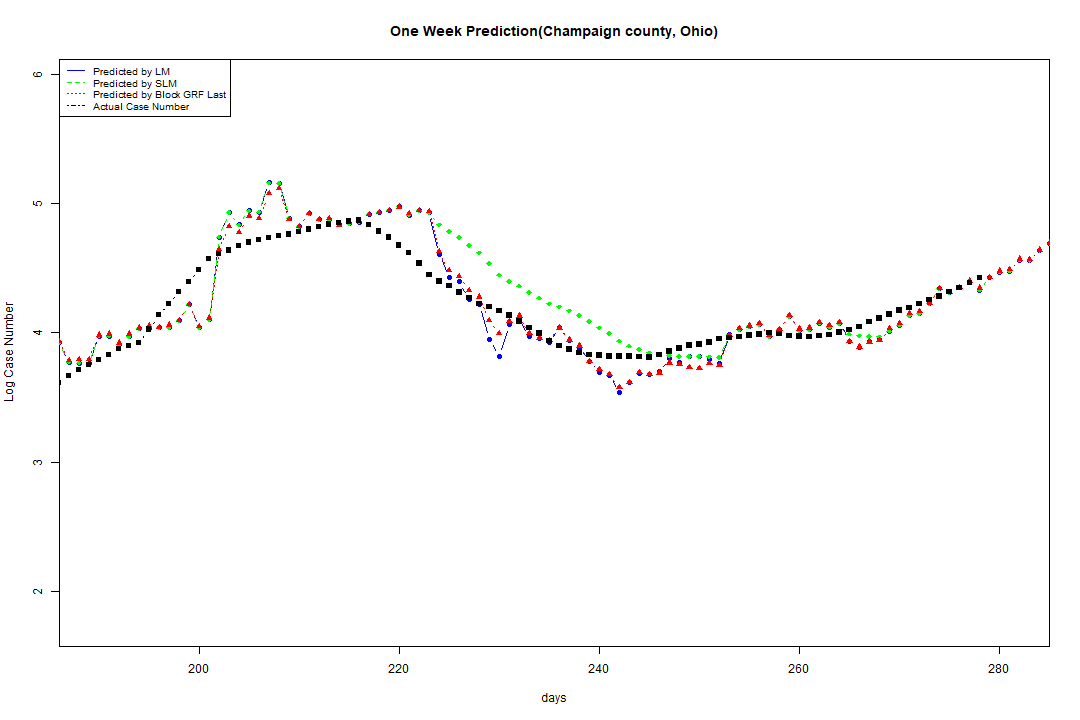 One Week Prediction(Champaign county, Ohio)
Predicted by LM
Predicted by SLM
Predicted by Block GRF Last
Actual Case Number
6
5
4
3
2
Log Case Number
200 220 240 260 280
days